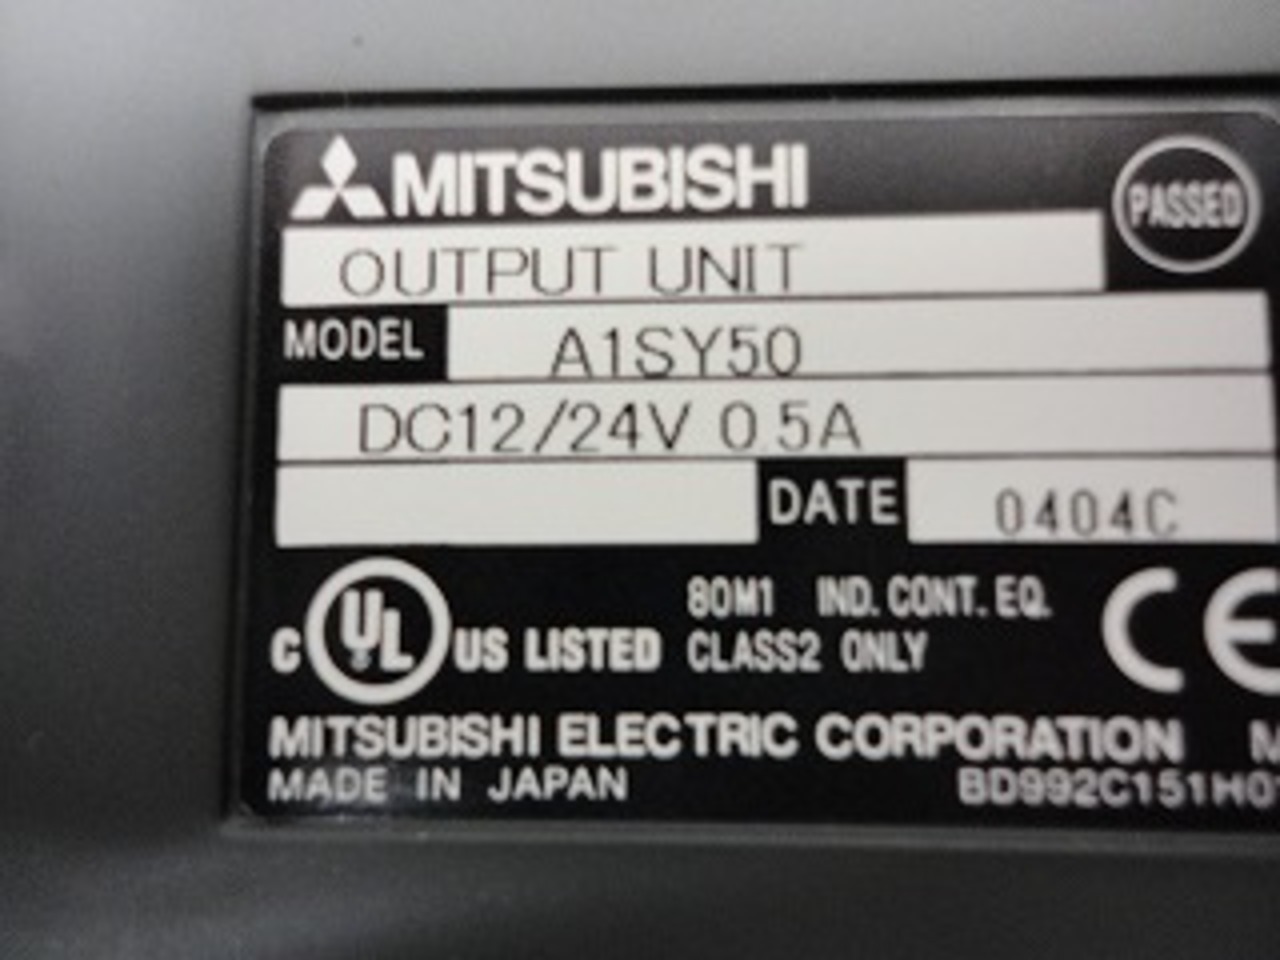 MITSUBISHI
PASSED
OUTPUT UNIT
MODEL A1SY50
DC12/24V 0.5A
DATE 0404C
C UL US LISTED 80M1 IND. CONT. EQ.
CLASS2 ONLY
CE
MITSUBISHI ELECTRIC CORPORATION
MADE IN JAPAN BD992C151H0